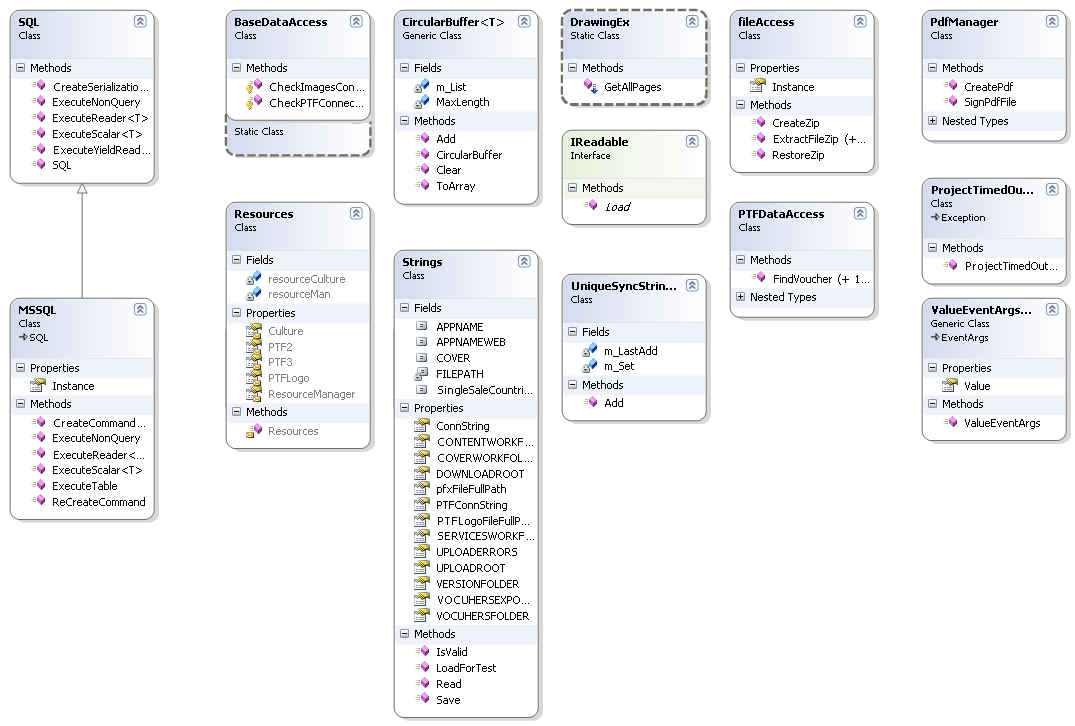 SQL
Class
Methods
CreateSerializatio...
ExecuteNonQuery
ExecuteReader<T>
ExecuteScalar<T>
ExecuteYieldRead...
SQL
MSSQL
Class
SQL
Properties
Instance
Methods
CreateCommand...
ExecuteNonQuery
ExecuteReader<...
ExecuteScalar<T>
ExecuteTable
ReCreateCommand
BaseDataAccess
Class
Methods
CheckImagesCon...
CheckPTFConnec...
Static Class
Resources
Class
Fields
resourceCulture
resourceMan
Properties
Culture
PTF2
PTF3
PTFLogo
ResourceManager
Methods
Resources
CircularBuffer<T>
Generic Class
Fields
m_List
MaxLength
Methods
Add
CircularBuffer
Clear
ToArray
Strings
Class
Fields
APPNAME
APPNAMEWEB
COVER
FILEPATH
SingleSaleCountri...
Properties
ConnString
CONTENTWORKF...
COVERWORKFOL...
DOWNLOADROOT
pfxFileFullPath
PTFConnString
PTFLogoFileFullP...
SERVICESWORKF...
UPLOADERRORS
UPLOADROOT
VERSIONFOLDER
VOCUHERSEXPO...
VOCUHERSFOLDER
Methods
IsValid
LoadForTest
Read
Save
DrawingEx
Static Class
Methods
GetAllPages
IReadable
Interface
Methods
Load
UniqueSyncStrin...
Class
Fields
m_LastAdd
m_Set
Methods
Add
fileAccess
Class
Properties
Instance
Methods
CreateZip
ExtractFileZip (+...
RestoreZip
PTFDataAccess
Class
Methods
FindVoucher (+ 1...
Nested Types
PdfManager
Class
Methods
CreatePdf
SignPdfFile
Nested Types
ProjectTimedOu...
Class
Exception
Methods
ProjectTimedOut...
ValueEventArgs...
Generic Class
EventArgs
Properties
Value
Methods
ValueEventArgs